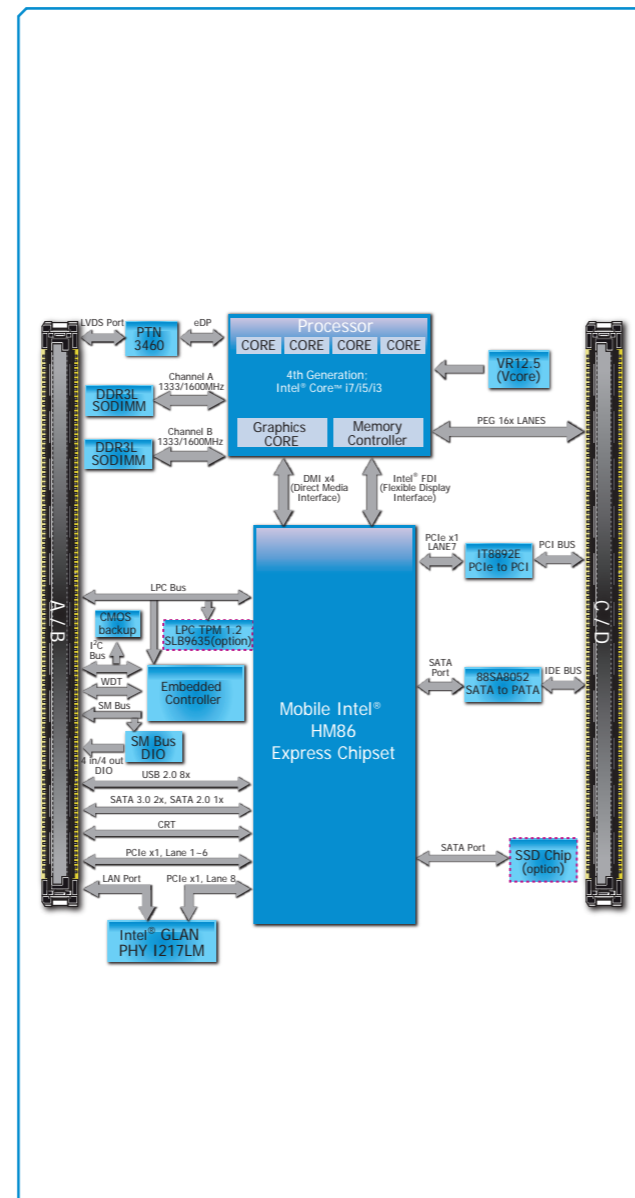 LVDS Port
PTN
3460
eDP
Processor
CORE CORE CORE CORE
4th Generation;
Intel® Core™ i7/i5/i3
Graphics
CORE
Memory
Controller
VR12.5
(Vcore)
DDR3L
SODIMM
Channel A
1333/1600MHz
DDR3L
SODIMM
Channel B
1333/1600MHz
PEG 16x LANES
DMI x4
(Direct Media
Interface)
Intel® FDI
(Flexible Display
Interface)
A / B
C / D
Mobile Intel®
HM86
Express Chipset
PCIe x1
LANE7
IT8892E
PCIe to PCI
PCI BUS
LPC Bus
CMOS
backup
LPC TPM 1.2
SLB9635(option)
I²C
Bus
WDT
SM Bus
Embedded
Controller
SM Bus
DIO
4 in/4 out
DIO
SATA
Port
88SA8052
SATA to PATA
IDE BUS
USB 2.0 8x
SATA 3.0 2x, SATA 2.0 1x
CRT
PCIe x1, Lane 1~6
LAN Port
PCIe x1, Lane 8
Intel® GLAN
PHY I217LM
SATA Port
SSD Chip
(option)